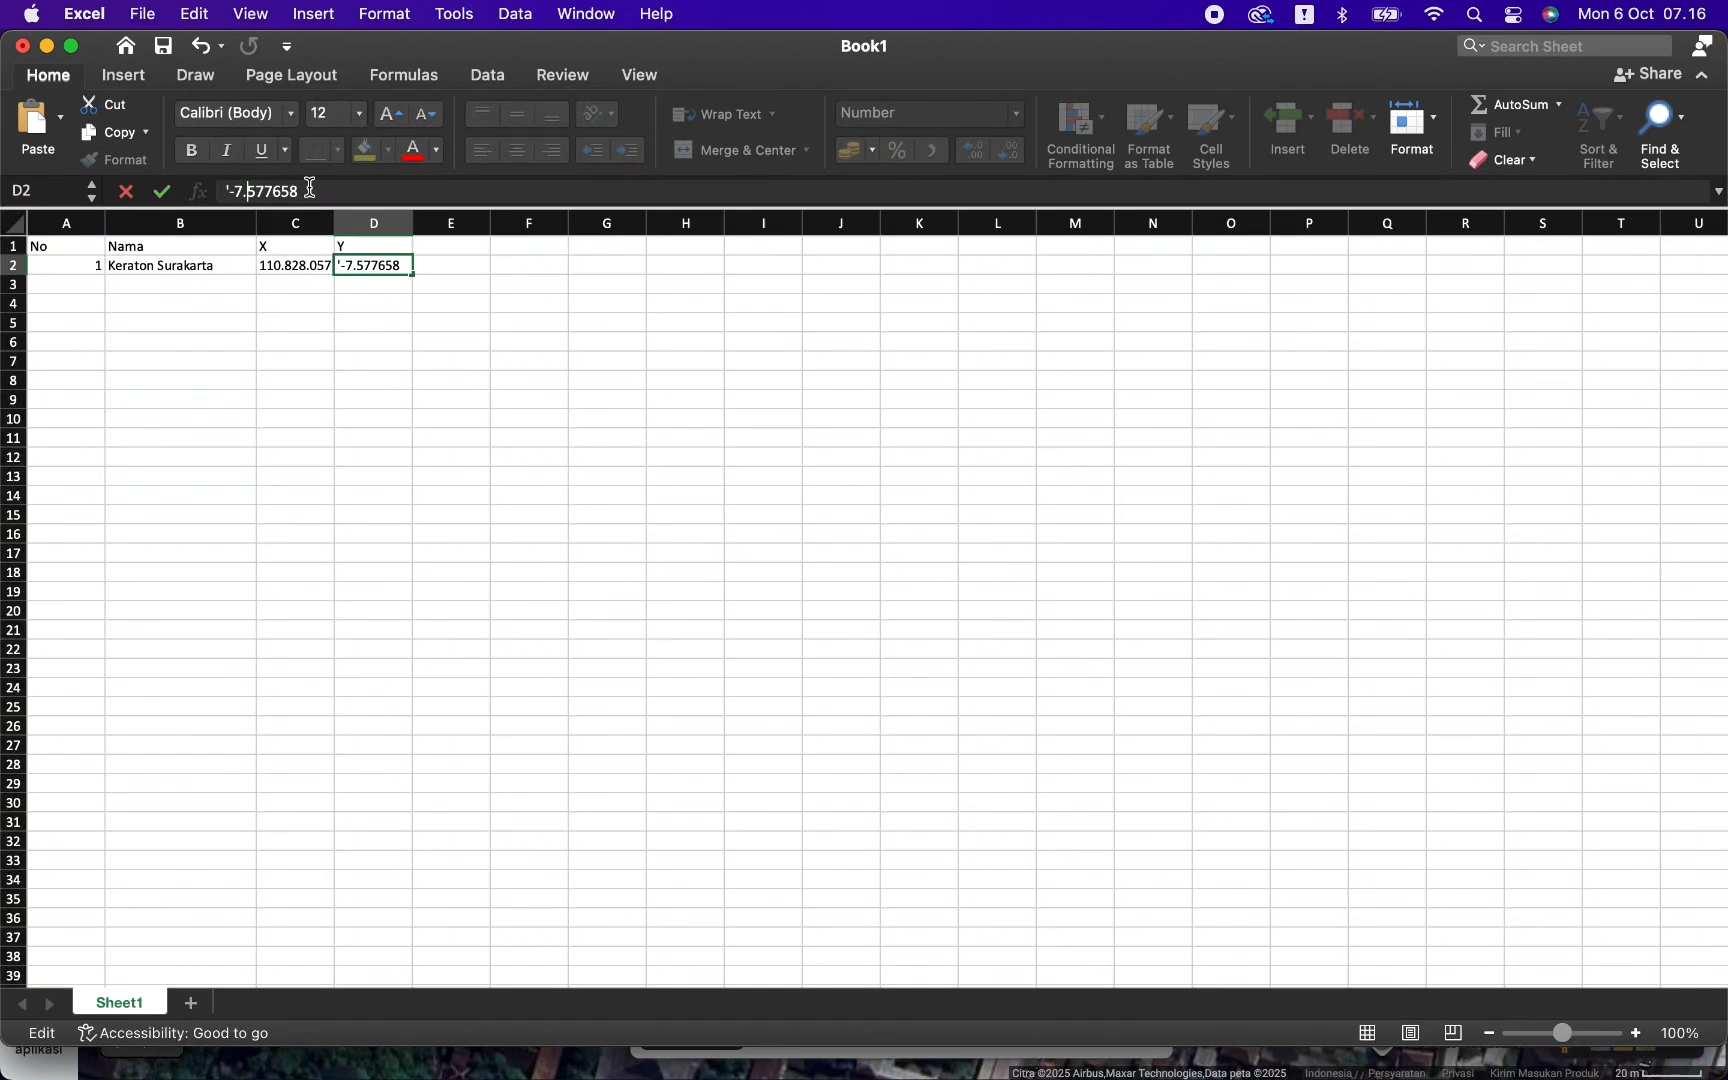 Excel File Edit View Insert Format Tools Data Window Help Mon 6 Oct 07.16
Book1 Search Sheet
Home Insert Draw Page Layout Formulas Data Review View Share
Paste Cut Copy Format
Calibri (Body) 12 A A
B I U A
Wrap Text
Merge & Center
Number
%
Conditional Formatting
Format as Table
Cell Styles
Insert Delete Format
AutoSum
Fill
Clear
Sort & Filter
Find & Select
D2 fx '-7.577658
A B C D E F G H I J K L M N O P Q R S T U
1 No Nama X Y
2 1 Keraton Surakarta 110.828.057 '-7.577658
3
4
5
6
7
8
9
10
11
12
13
14
15
16
17
18
19
20
21
22
23
24
25
26
27
28
29
30
31
32
33
34
35
36
37
38
39
Sheet1 +
Edit Accessibility: Good to go 100%
aplikasi
Citra ©2025 Airbus,Maxar Technologies,Data peta ©2025 Indonesia Persyaratan Privasi Kirim Masukan Produk 20 m